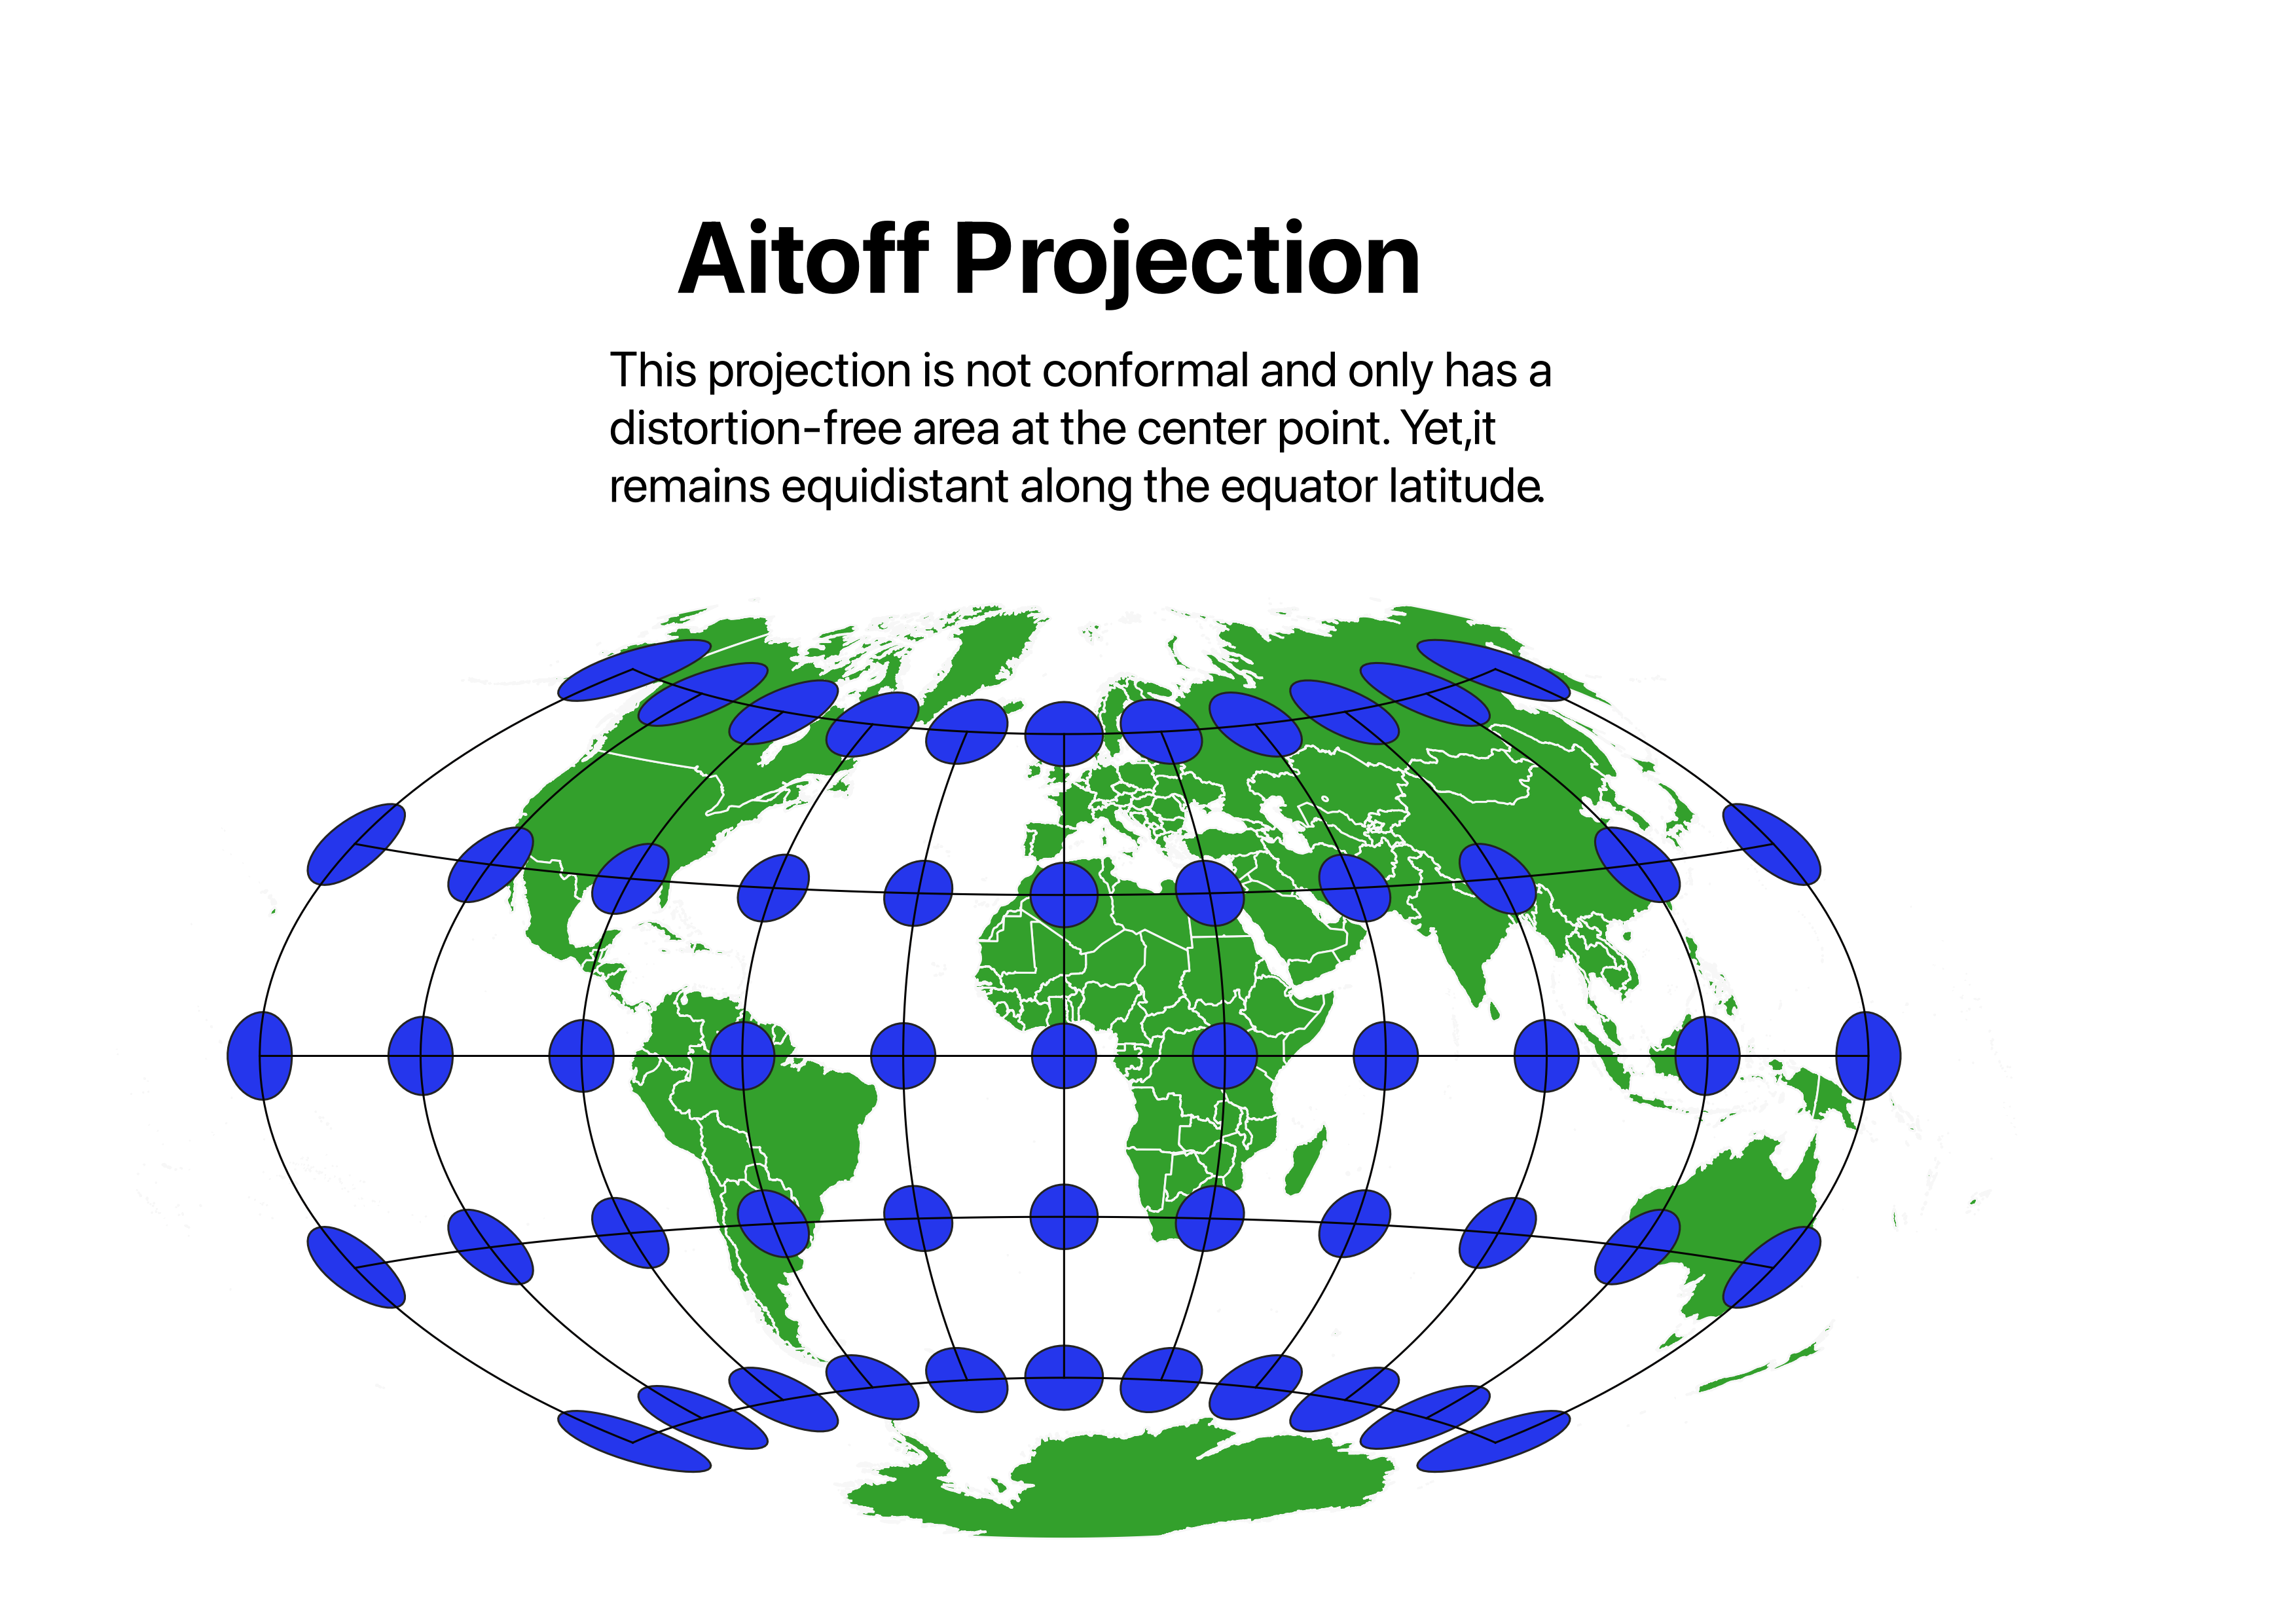 Aitoff Projection
This projection is not conformal and only has a
distortion-free area at the center point. Yet,it
remains equidistant along the equator latitude.